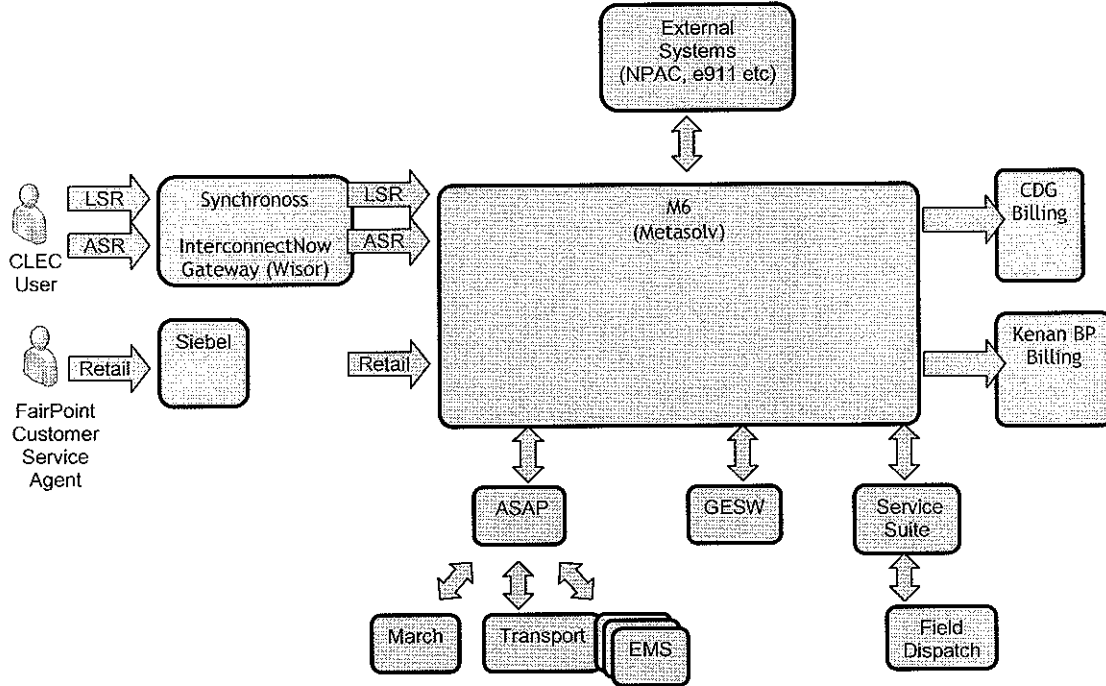 External
Systems
(NPAC, e911 etc)
LSR
ASR
CLEC
User
Synchronoss
InterconnectNow
Gateway (Wisor)
LSR
ASR
M6
(Metasolv)
CDG
Billing
Retail
FairPoint
Customer
Service
Agent
Siebel
Retail
Kenan BP
Billing
ASAP
GESW
Service
Suite
March
Transport
EMS
Field
Dispatch